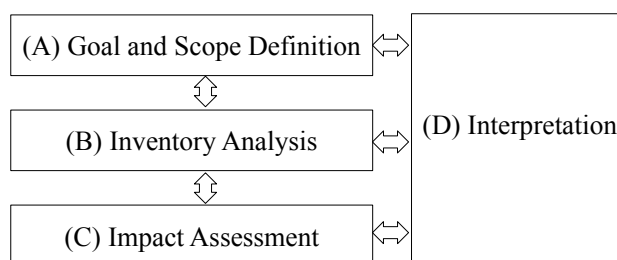 (A) Goal and Scope Definition
(B) Inventory Analysis
(D) Interpretation
(C) Impact Assessment